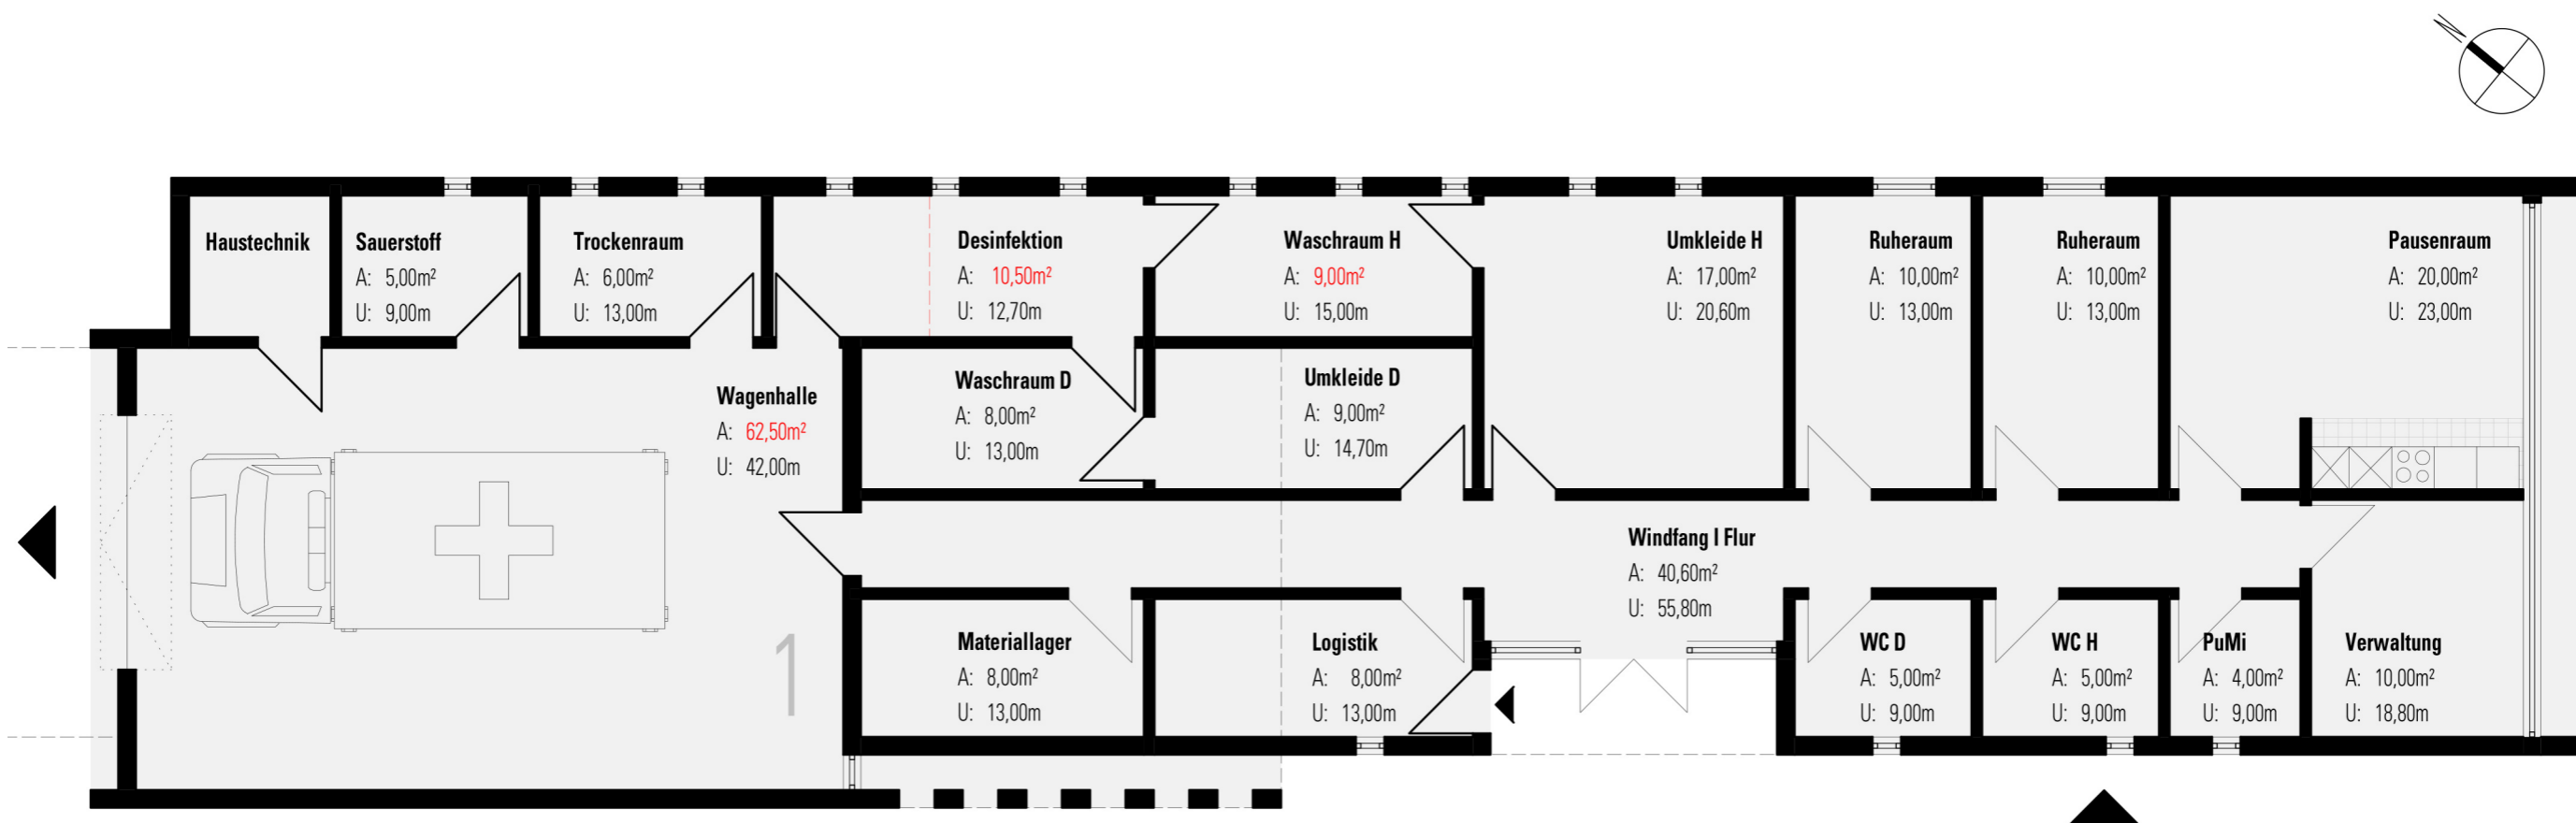 N
Haustechnik
Sauerstoff
A: 5,00m²
U: 9,00m
Trockenraum
A: 6,00m²
U: 13,00m
Desinfektion
A: 10,50m²
U: 12,70m
Waschraum H
A: 9,00m²
U: 15,00m
Umkleide H
A: 17,00m²
U: 20,60m
Ruheraum
A: 10,00m²
U: 13,00m
Ruheraum
A: 10,00m²
U: 13,00m
Pausenraum
A: 20,00m²
U: 23,00m
Wagenhalle
A: 62,50m²
U: 42,00m
Waschraum D
A: 8,00m²
U: 13,00m
Umkleide D
A: 9,00m²
U: 14,70m
Windfang I Flur
A: 40,60m²
U: 55,80m
1
Materiallager
A: 8,00m²
U: 13,00m
Logistik
A: 8,00m²
U: 13,00m
WC D
A: 5,00m²
U: 9,00m
WC H
A: 5,00m²
U: 9,00m
PuMi
A: 4,00m²
U: 9,00m
Verwaltung
A: 10,00m²
U: 18,80m